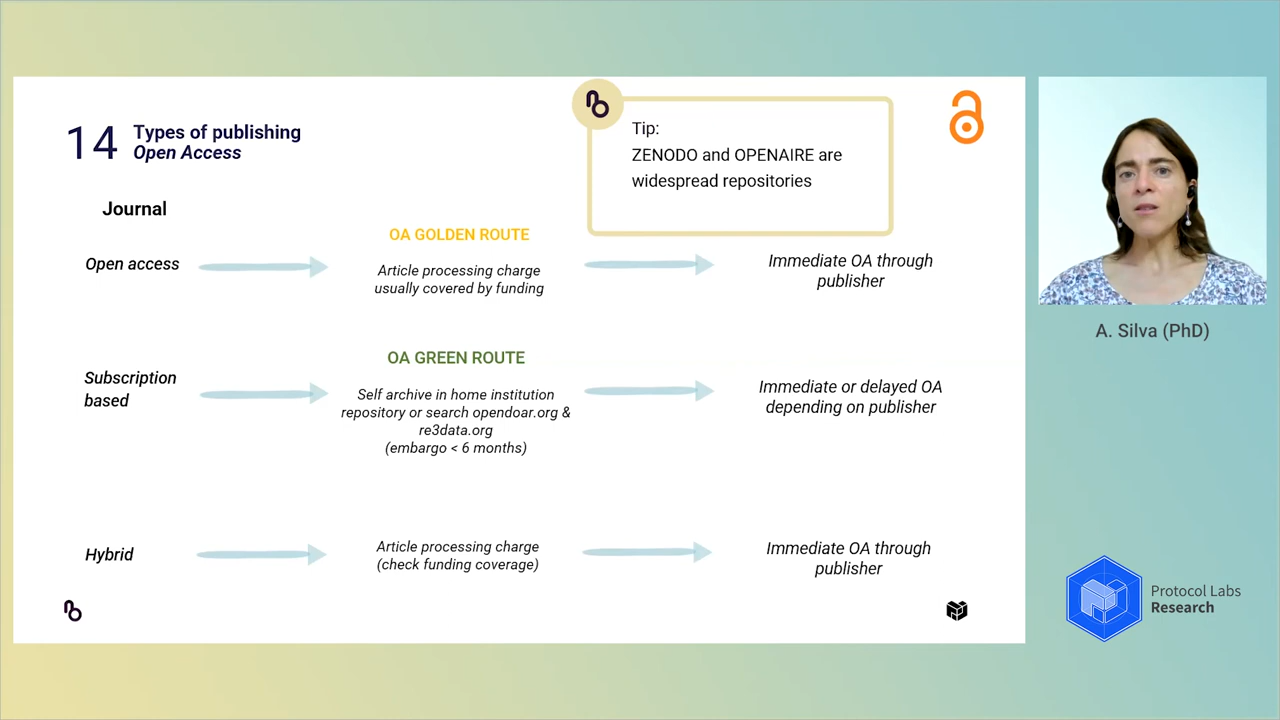 14
Types of publishing
Open Access
Tip:
ZENODO and OPENAIRE are
widespread repositories
Journal
Open access
OA GOLDEN ROUTE
Article processing charge
usually covered by funding
Immediate OA through
publisher
Subscription
based
OA GREEN ROUTE
Self archive in home institution
repository or search opendoar.org &
re3data.org
(embargo < 6 months)
Immediate or delayed OA
depending on publisher
Hybrid
Article processing charge
(check funding coverage)
Immediate OA through
publisher
A. Silva (PhD)
Protocol Labs
Research